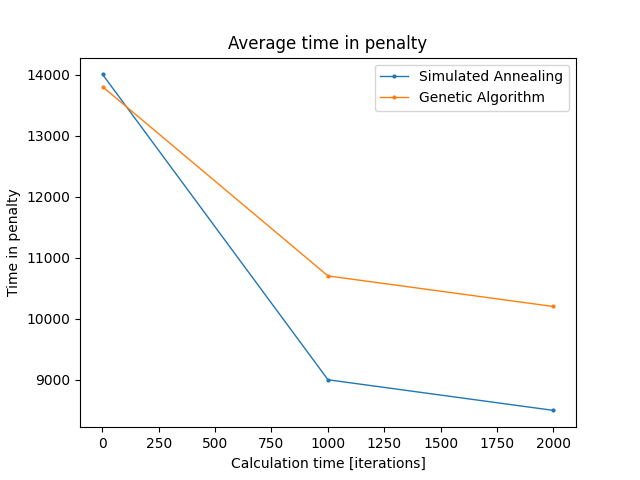 Average time in penalty
Simulated Annealing
Genetic Algorithm
Time in penalty
14000
13000
12000
11000
10000
9000
0 250 500 750 1000 1250 1500 1750 2000
Calculation time [iterations]